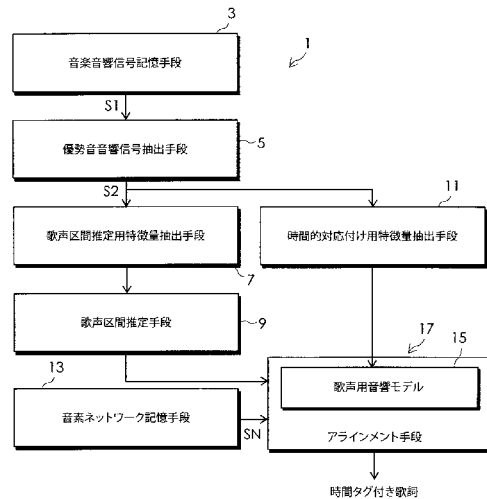 3
音楽音響信号記憶手段
1
S1
優勢音音響信号抽出手段
5
S2
11
歌声区間推定用特徴量抽出手段
時間的対応付け用特徴量抽出手段
7
歌声区間推定手段
9
17
13
15
歌声用音響モデル
音素ネットワーク記憶手段
SN
アラインメント手段
時間タグ付き歌詞